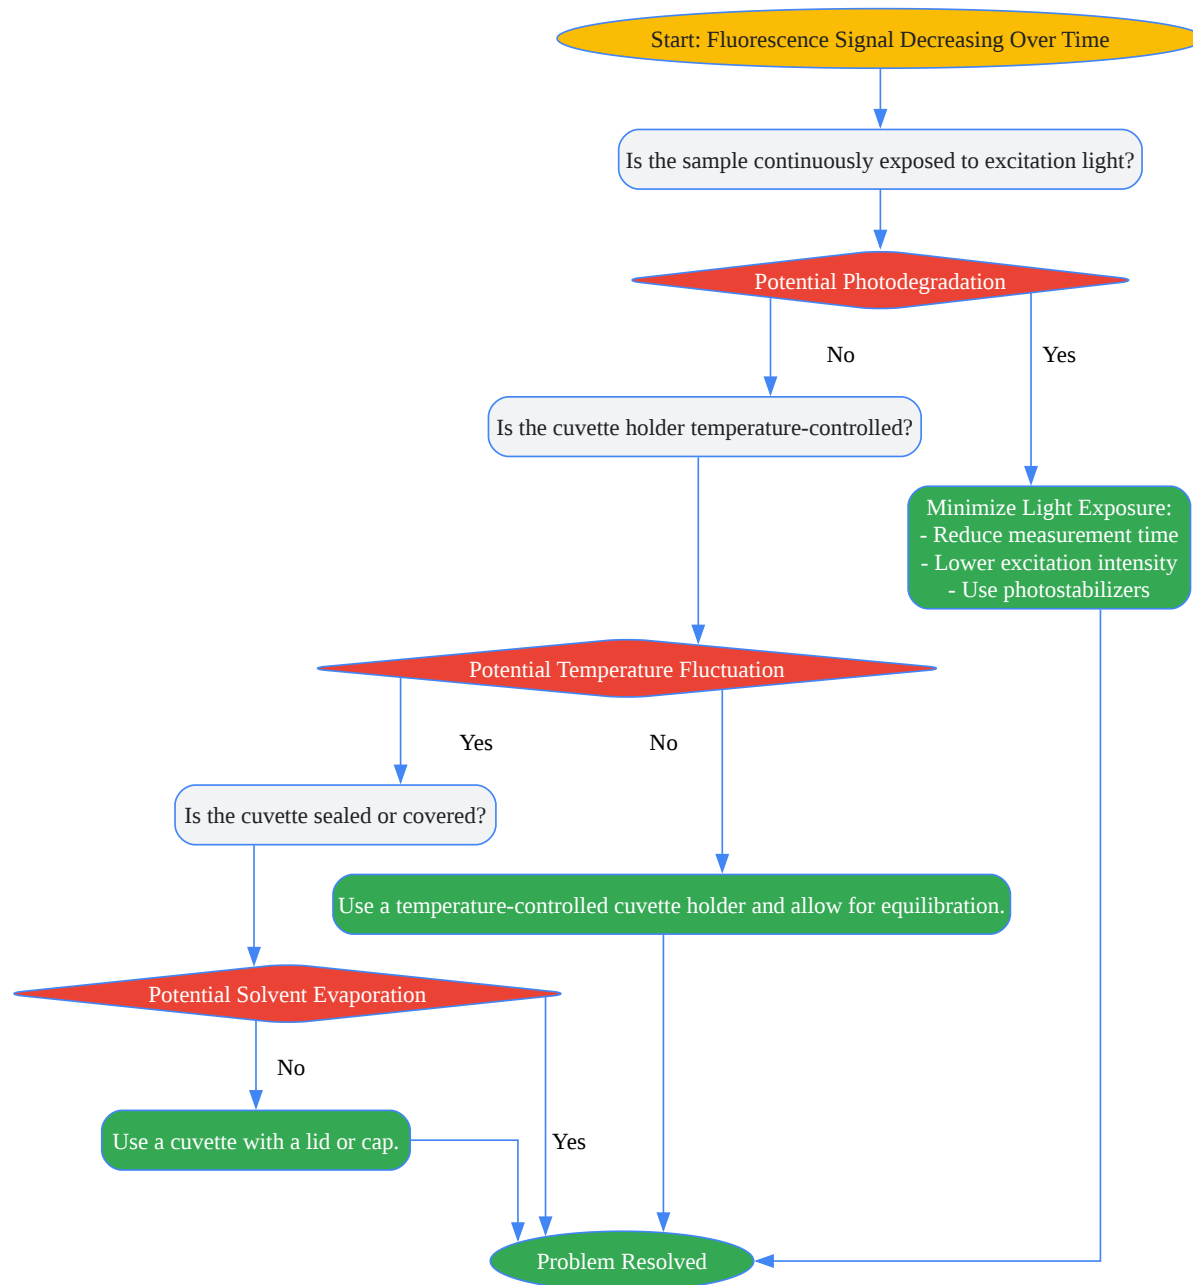 Start: Fluorescence Signal Decreasing Over Time
Is the sample continuously exposed to excitation light?
Potential Photodegradation
No
Yes
Is the cuvette holder temperature-controlled?
Minimize Light Exposure:
- Reduce measurement time
- Lower excitation intensity
- Use photostabilizers
Potential Temperature Fluctuation
Yes
No
Is the cuvette sealed or covered?
Use a temperature-controlled cuvette holder and allow for equilibration.
Potential Solvent Evaporation
No
Use a cuvette with a lid or cap.
Yes
Problem Resolved